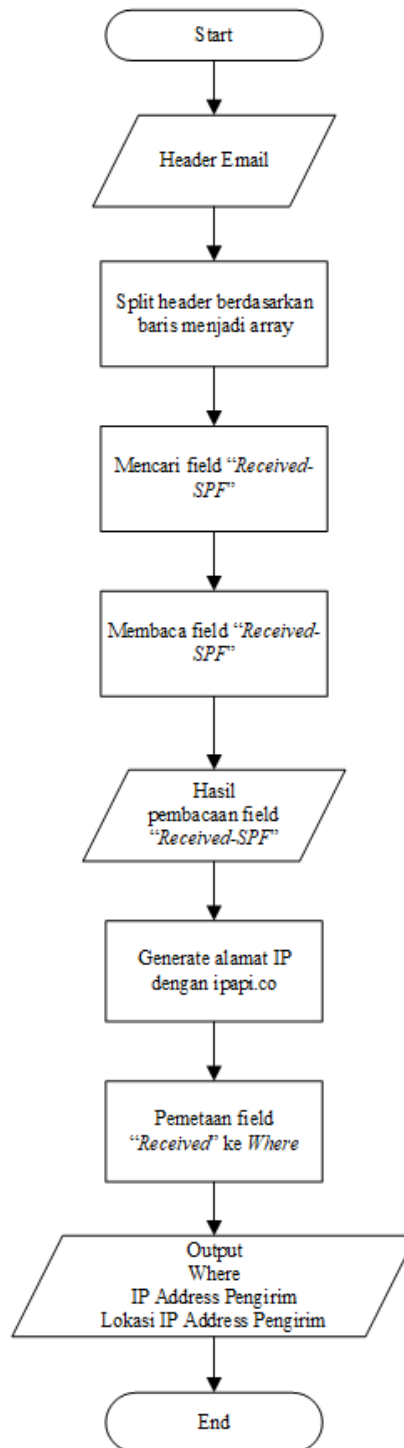 Start
Header Email
Split header berdasarkan
baris menjadi array
Mencari field “Received-
SPF”
Membaca field “Received-
SPF”
Hasil
pembacaan field
“Received-SPF”
Generate alamat IP
dengan ipapi.co
Pemetaan field
“Received” ke Where
Output
Where
IP Address Pengirim
Lokasi IP Address Pengirim
End